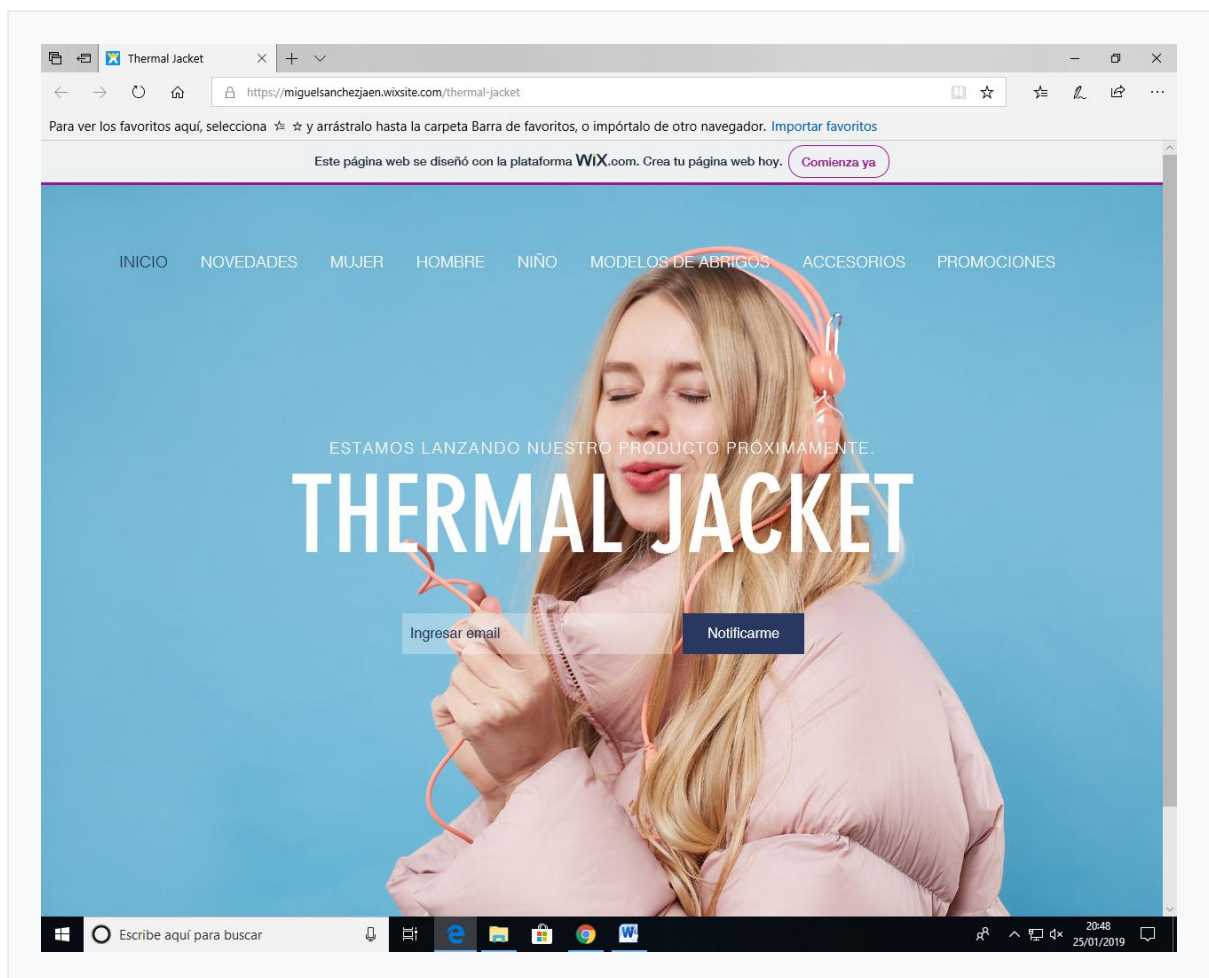 Thermal Jacket
https://miguelsanchezjaen.wixsite.com/thermal-jacket
Para ver los favoritos aquí, selecciona y arrástralo hasta la carpeta Barra de favoritos, o impórtalo de otro navegador. Importar favoritos
Este página web se diseñó con la plataforma WiX.com. Crea tu página web hoy. Comienza ya
INICIO NOVEDADES MUJER HOMBRE NIÑO MODELOS DE ABRIGOS ACCESORIOS PROMOCIONES
ESTAMOS LANZANDO NUESTRO PRODUCTO PRÓXIMAMENTE.
THERMAL JACKET
Ingresar email Notificarme
Escribe aquí para buscar
20:48
25/01/2019